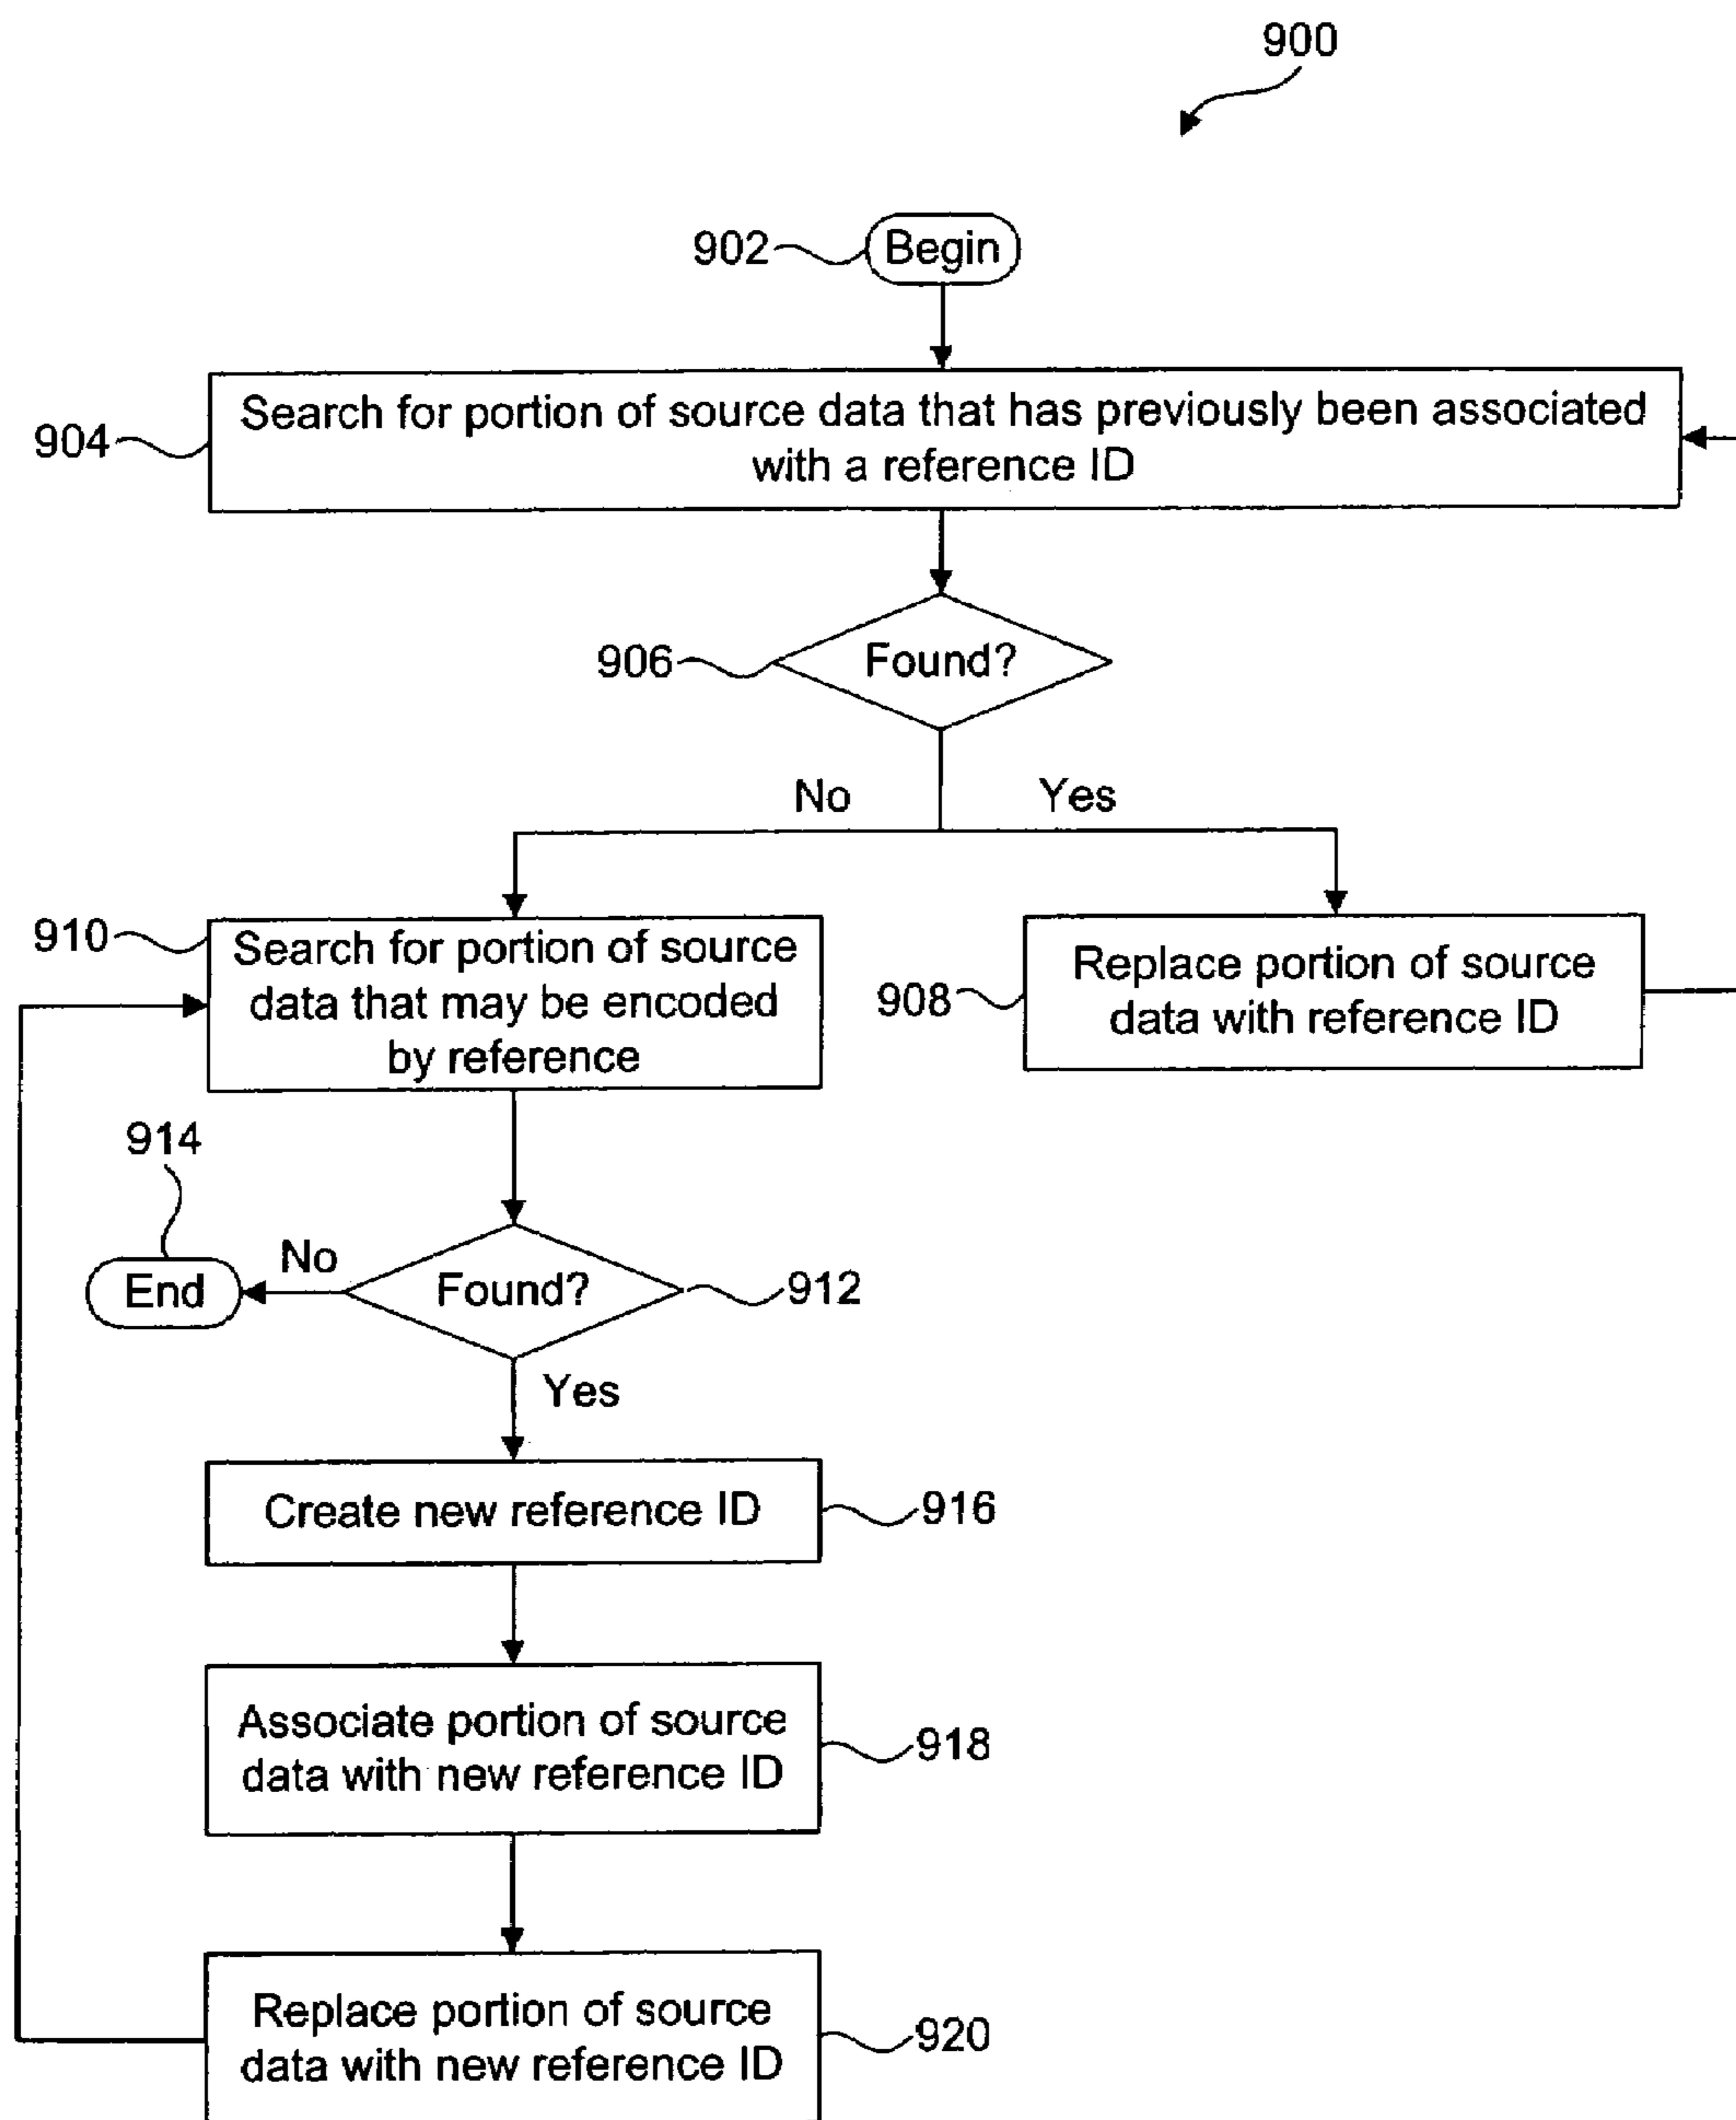 900
902
Begin
904
Search for portion of source data that has previously been associated
with a reference ID
906
Found?
No
Yes
910
Search for portion of source
data that may be encoded
by reference
908
Replace portion of source
data with reference ID
914
End
No
Found?
912
Yes
Create new reference ID
916
Associate portion of source
data with new reference ID
918
Replace portion of source
data with new reference ID
920